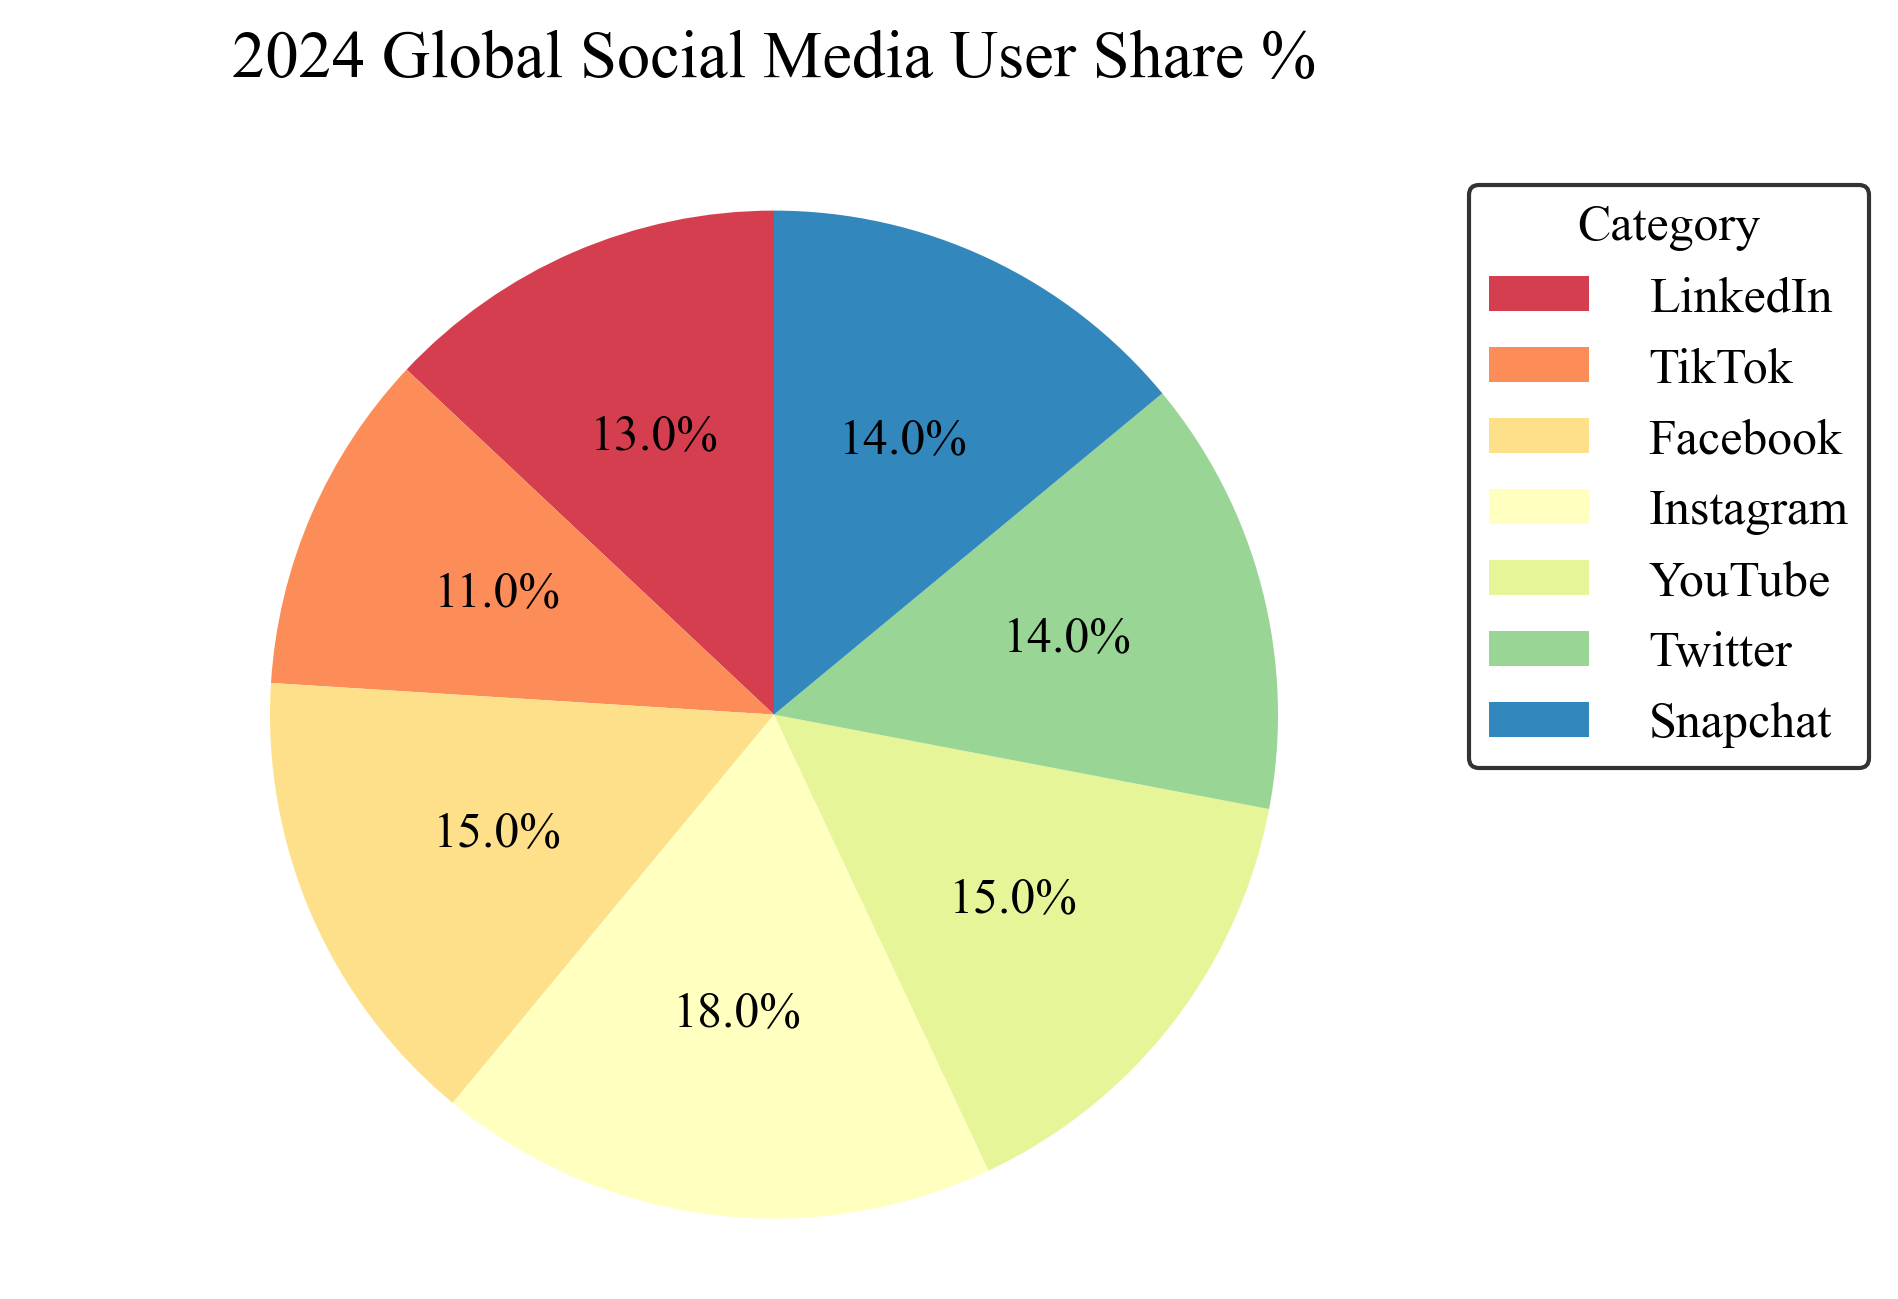 2024 Global Social Media User Share %
Category
LinkedIn
TikTok
Facebook
Instagram
YouTube
Twitter
Snapchat
13.0%
14.0%
11.0%
14.0%
15.0%
15.0%
18.0%